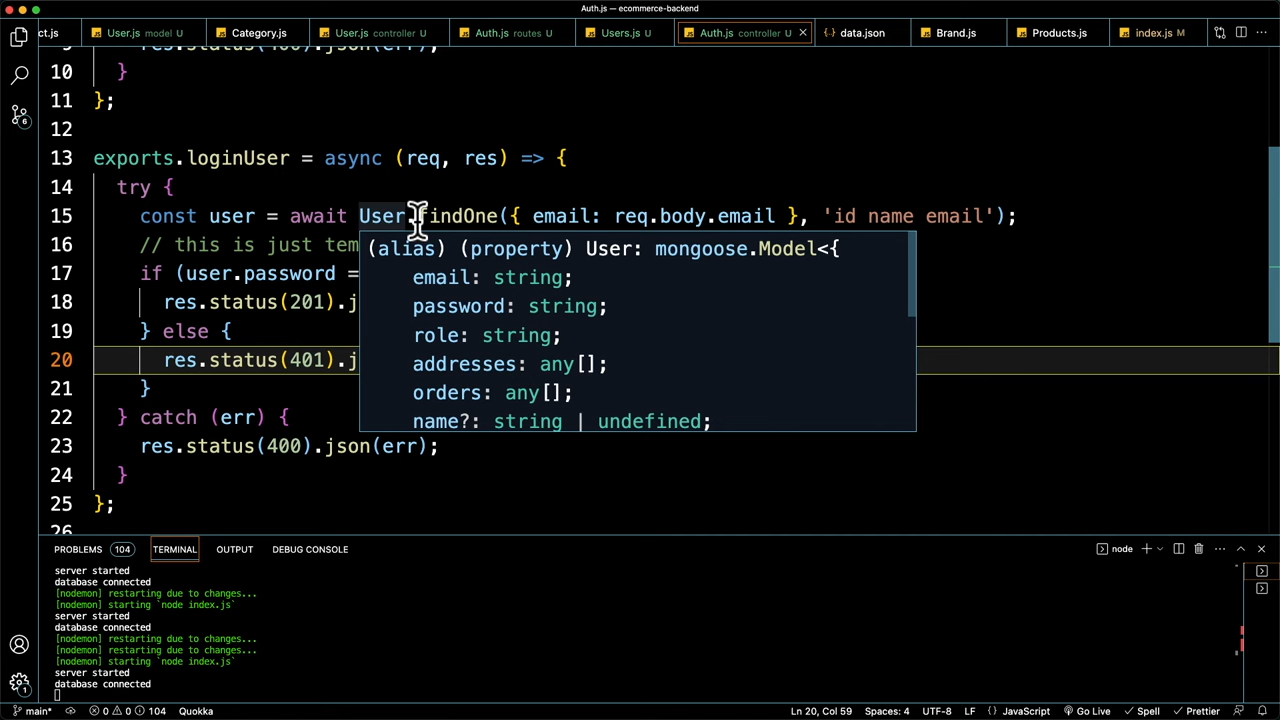 Auth.js — ecommerce-backend
ct.js
User.js model U
Category.js
User.js controller U
Auth.js routes U
Users.js U
Auth.js controller U
data.json
Brand.js
Products.js
index.js M
9 res.status(400).json(err);
10 }
11 };
12
13 exports.loginUser = async (req, res) => {
14 try {
15 const user = await User.findOne({ email: req.body.email }, 'id name email');
16 // this is just tem
17 if (user.password =
18 res.status(201).j
19 } else {
20 res.status(401).j
21 }
22 } catch (err) {
23 res.status(400).json(err);
24 }
25 };
26
(alias) (property) User: mongoose.Model<{
email: string;
password: string;
role: string;
addresses: any[];
orders: any[];
name?: string | undefined;
6
1
PROBLEMS 104 TERMINAL OUTPUT DEBUG CONSOLE node
server started
database connected
[nodemon] restarting due to changes...
[nodemon] starting `node index.js`
server started
database connected
[nodemon] restarting due to changes...
[nodemon] restarting due to changes...
[nodemon] starting `node index.js`
server started
database connected
main* 0 0 104 Quokka Ln 20, Col 59 Spaces: 4 UTF-8 LF {} JavaScript Go Live Spell Prettier